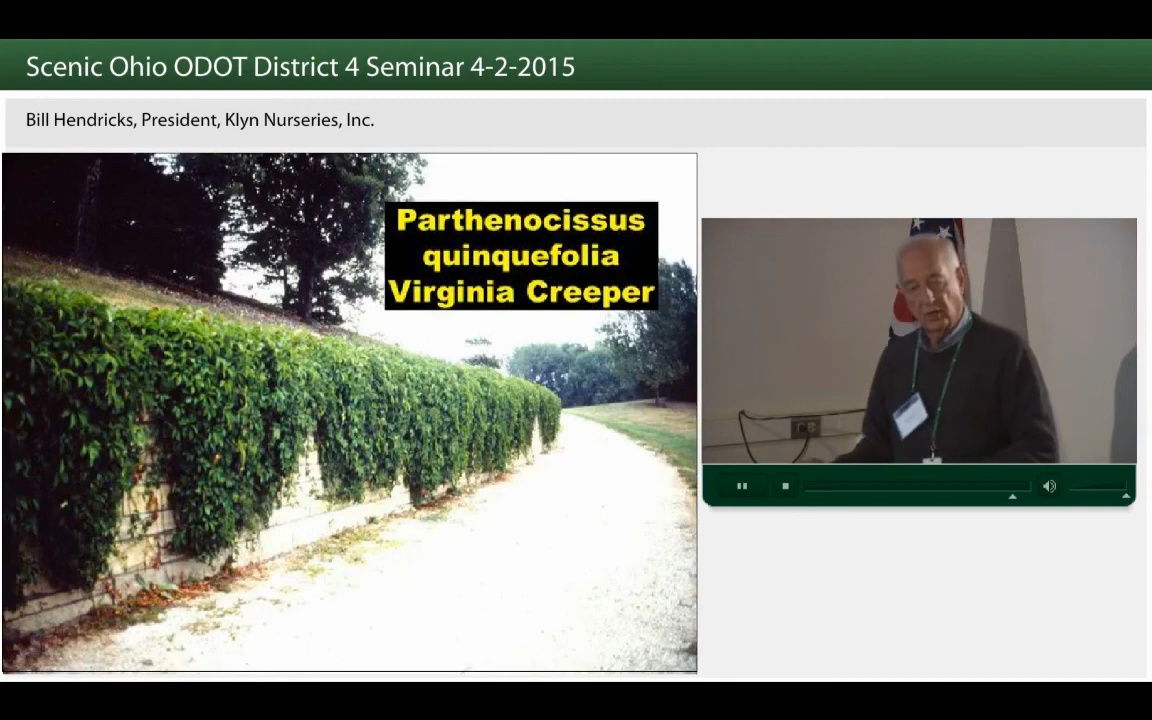 Scenic Ohio ODOT District 4 Seminar 4-2-2015
Bill Hendricks, President, Klyn Nurseries, Inc.
Parthenocissus
quinquefolia
Virginia Creeper